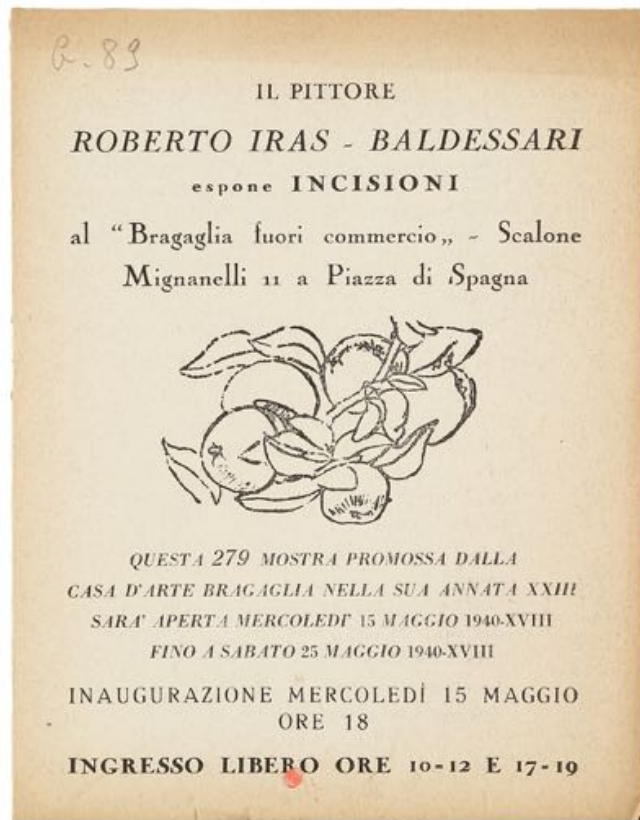 G. 89
IL PITTORE
ROBERTO IRAS - BALDESSARI
espone INCISIONI
al “Bragaglia fuori commercio„ - Scalone
Mignanelli 11 a Piazza di Spagna
QUESTA 279 MOSTRA PROMOSSA DALLA
CASA D'ARTE BRAGAGLIA NELLA SUA ANNATA XXIII
SARA' APERTA MERCOLEDI' 15 MAGGIO 1940-XVIII
FINO A SABATO 25 MAGGIO 1940-XVIII
INAUGURAZIONE MERCOLEDÍ 15 MAGGIO
ORE 18
INGRESSO LIBERO ORE 10-12 E 17-19